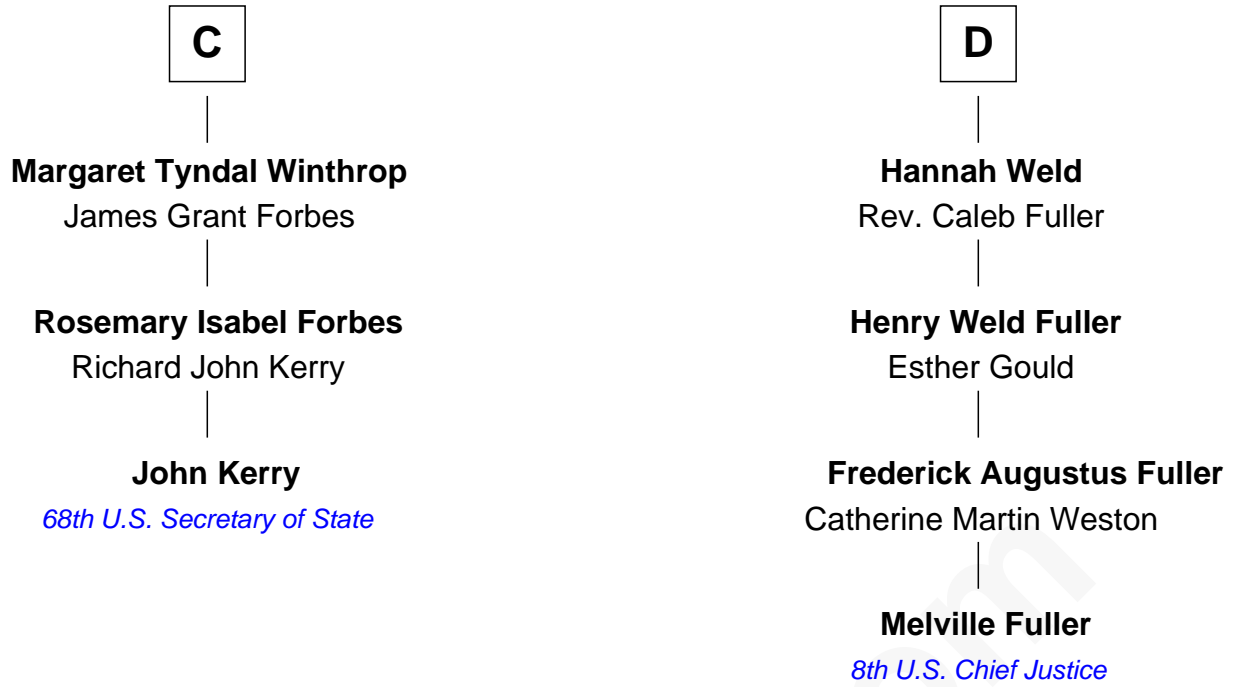 C
Margaret Tyndal Winthrop
James Grant Forbes
Rosemary Isabel Forbes
Richard John Kerry
John Kerry
68th U.S. Secretary of State
D
Hannah Weld
Rev. Caleb Fuller
Henry Weld Fuller
Esther Gould
Frederick Augustus Fuller
Catherine Martin Weston
Melville Fuller
8th U.S. Chief Justice